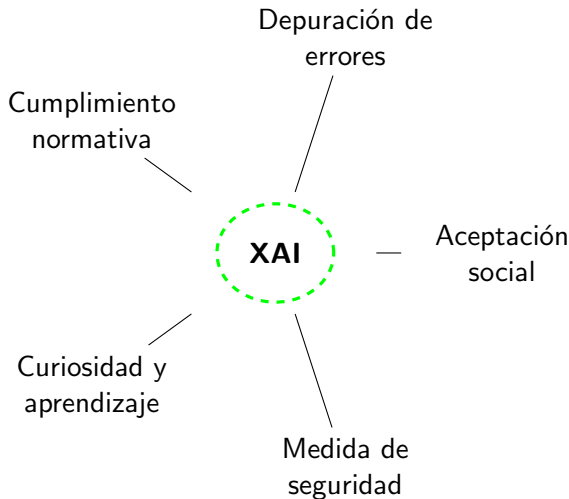 Depuración de
errores
Cumplimiento
normativa
XAI
Aceptación
social
Curiosidad y
aprendizaje
Medida de
seguridad